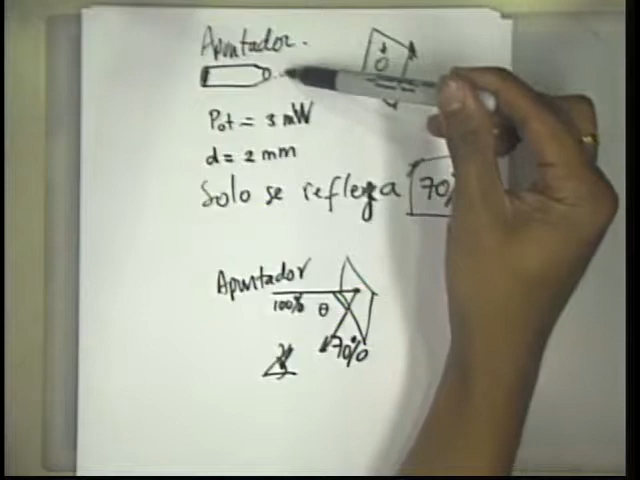 Apuntador.
Pot = 3 mW
d = 2 mm
Solo se refleja 70%
Apuntador
100% θ
70%